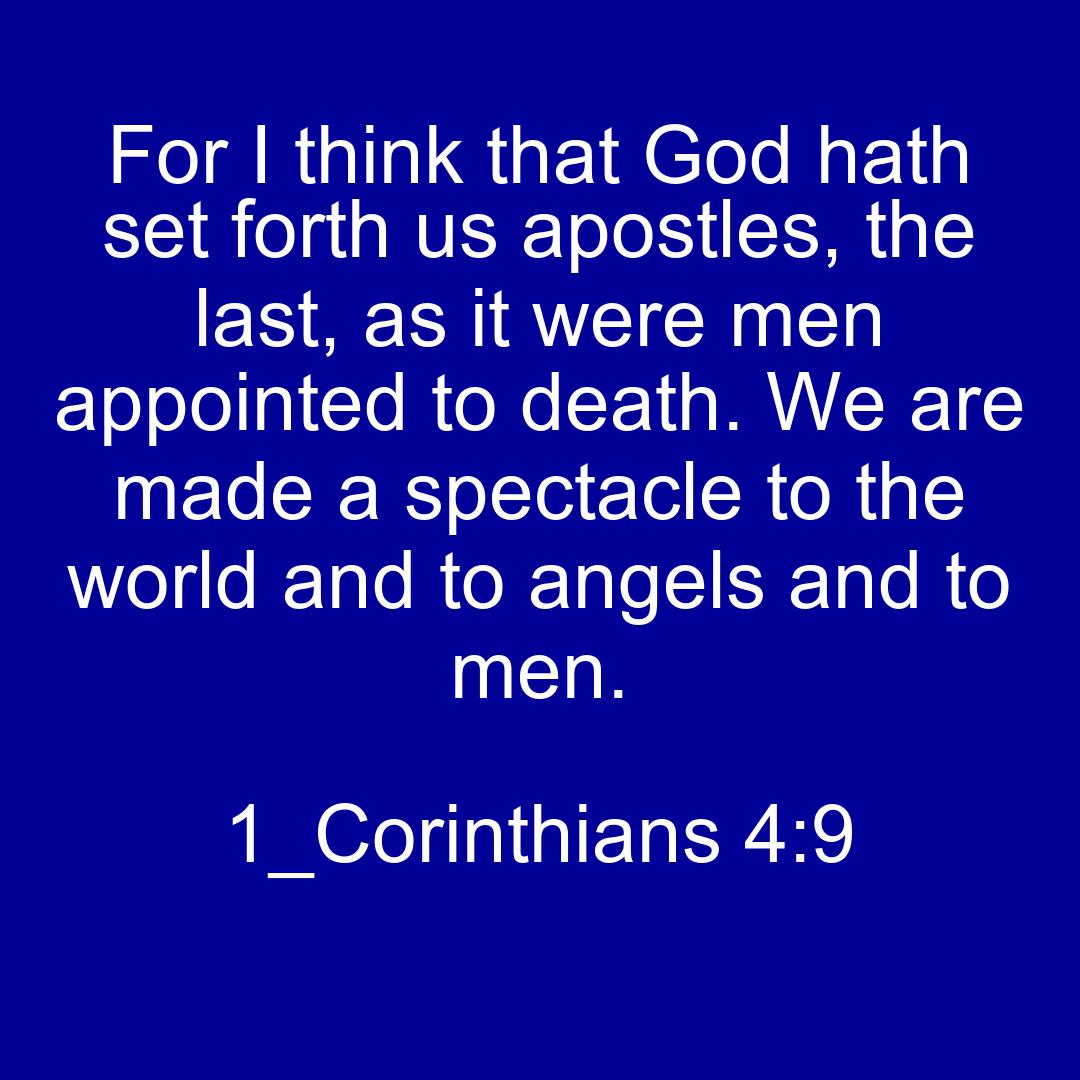 For I think that God hath
set forth us apostles, the
last, as it were men
appointed to death. We are
made a spectacle to the
world and to angels and to
men.
1_Corinthians 4:9